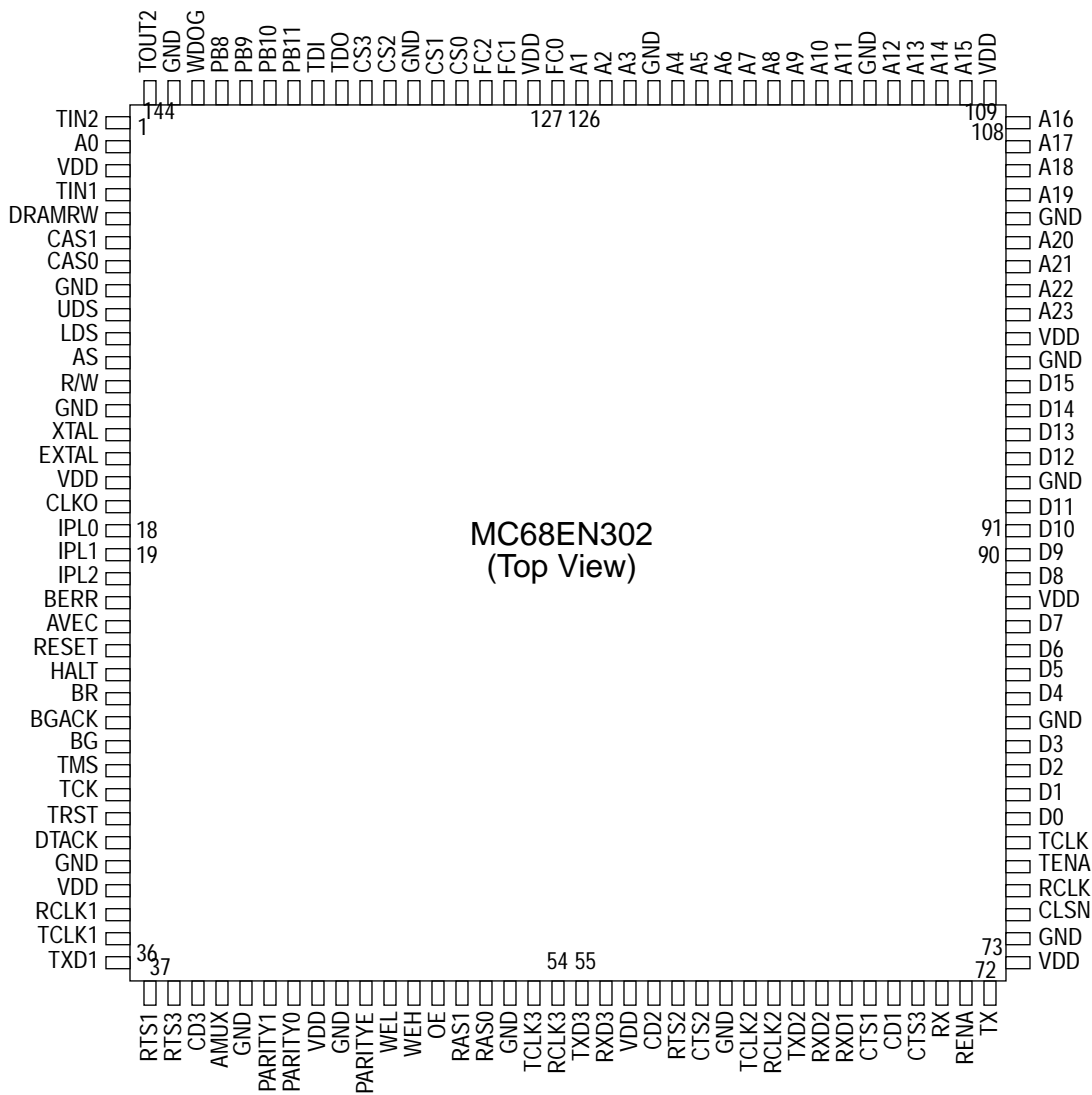 TOUT2
GND
WDOG
PB8
PB9
PB10
PB11
TDI
TDO
CS3
CS2
GND
CS1
CS0
FC2
FC1
VDD
FC0
A1
A2
A3
GND
A4
A5
A6
A7
A8
A9
A10
A11
GND
A12
A13
A14
A15
VDD
144
127 126
109
1
108
TIN2
A0
VDD
TIN1
DRAMRW
CAS1
CAS0
GND
UDS
LDS
AS
R/W
GND
XTAL
EXTAL
VDD
CLKO
IPL0
IPL1
IPL2
BERR
AVEC
RESET
HALT
BR
BGACK
BG
TMS
TCK
TRST
DTACK
GND
VDD
RCLK1
TCLK1
TXD1
18
19
MC68EN302
(Top View)
91
90
A16
A17
A18
A19
GND
A20
A21
A22
A23
VDD
GND
D15
D14
D13
D12
GND
D11
D10
D9
D8
VDD
D7
D6
D5
D4
GND
D3
D2
D1
D0
TCLK
TENA
RCLK
CLSN
GND
VDD
36
37
54 55
73
72
RTS1
RTS3
CD3
AMUX
GND
PARITY1
PARITY0
VDD
GND
PARITYE
WEL
WEH
OE
RAS1
RAS0
GND
TCLK3
RCLK3
TXD3
RXD3
VDD
CD2
RTS2
CTS2
GND
TCLK2
RCLK2
TXD2
RXD2
RXD1
CTS1
CD1
CTS3
RX
RENA
TX